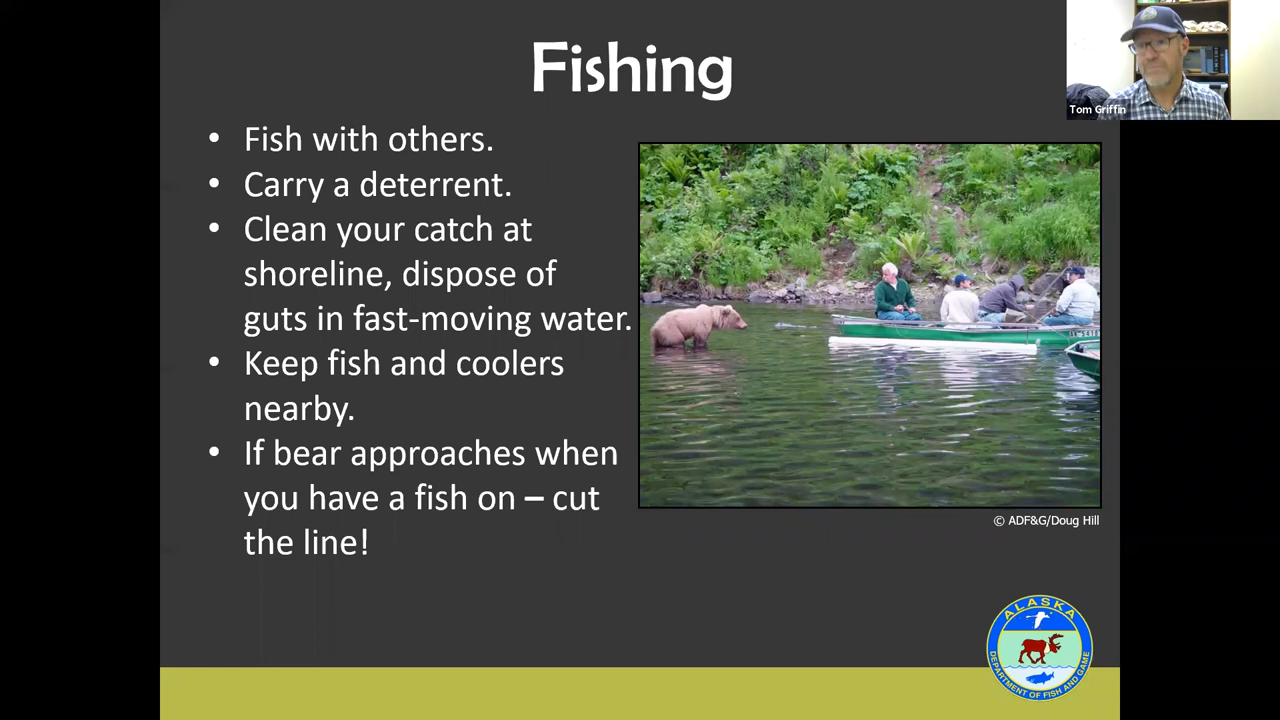 Fishing
Tom Griffin
• Fish with others.
• Carry a deterrent.
• Clean your catch at
shoreline, dispose of
guts in fast-moving water.
• Keep fish and coolers
nearby.
• If bear approaches when
you have a fish on – cut
the line!
© ADF&G/Doug Hill
ALASKA
DEPARTMENT OF FISH AND GAME